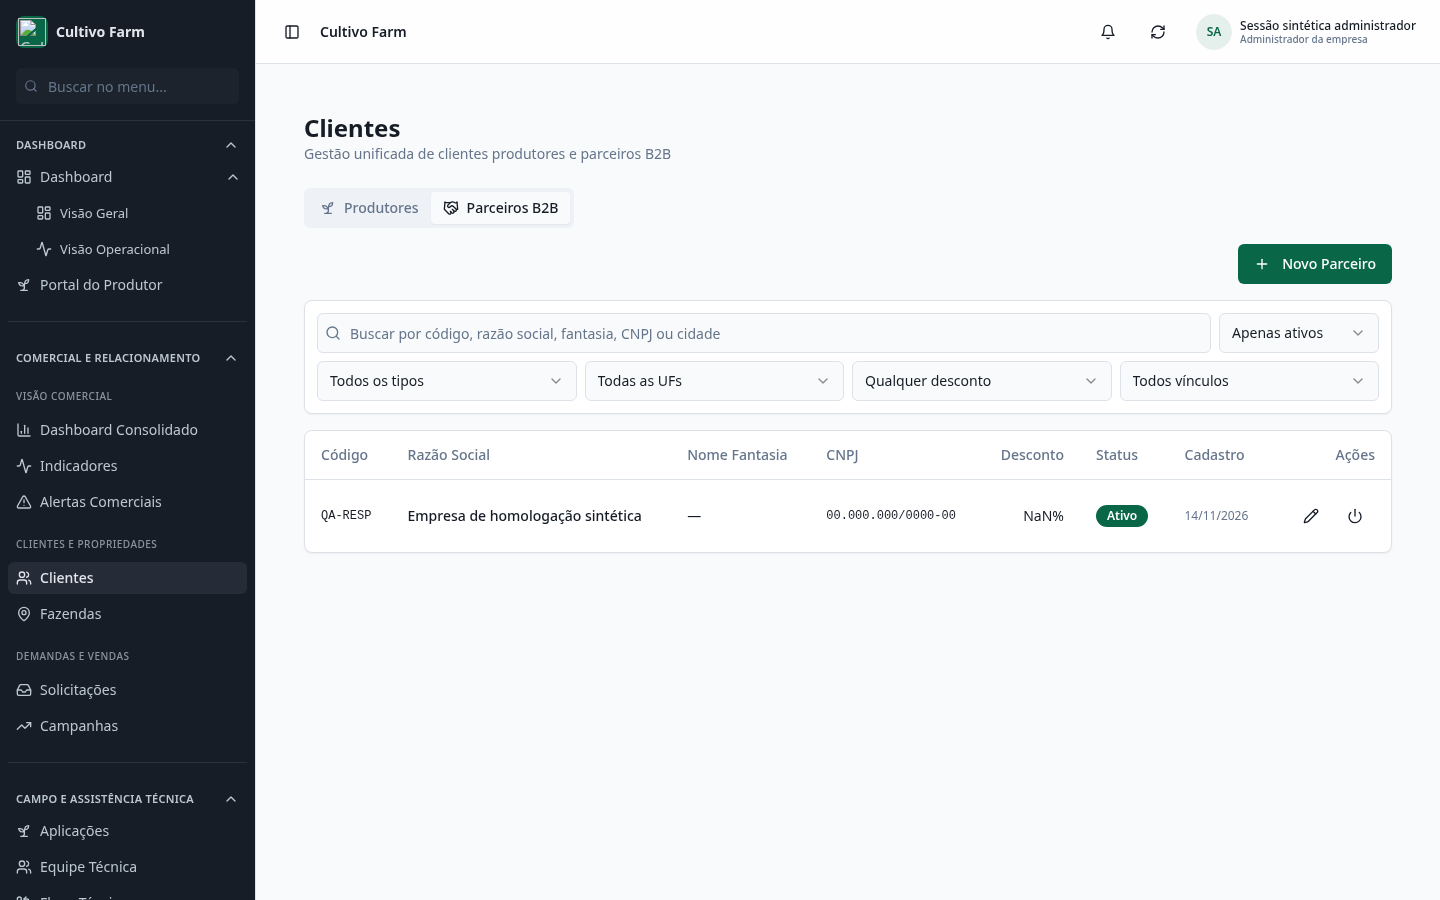 Cultivo Farm
Buscar no menu...
DASHBOARD
Dashboard
Visão Geral
Visão Operacional
Portal do Produtor
COMERCIAL E RELACIONAMENTO
VISÃO COMERCIAL
Dashboard Consolidado
Indicadores
Alertas Comerciais
CLIENTES E PROPRIEDADES
Clientes
Fazendas
DEMANDAS E VENDAS
Solicitações
Campanhas
CAMPO E ASSISTÊNCIA TÉCNICA
Aplicações
Equipe Técnica
Cultivo Farm
SA
Sessão sintética administrador
Administrador da empresa
Clientes
Gestão unificada de clientes produtores e parceiros B2B
Produtores Parceiros B2B
Novo Parceiro
Buscar por código, razão social, fantasia, CNPJ ou cidade Apenas ativos
Todos os tipos Todas as UFs Qualquer desconto Todos vínculos
Código Razão Social Nome Fantasia CNPJ Desconto Status Cadastro Ações
QA-RESP Empresa de homologação sintética — 00.000.000/0000-00 NaN% Ativo 14/11/2026